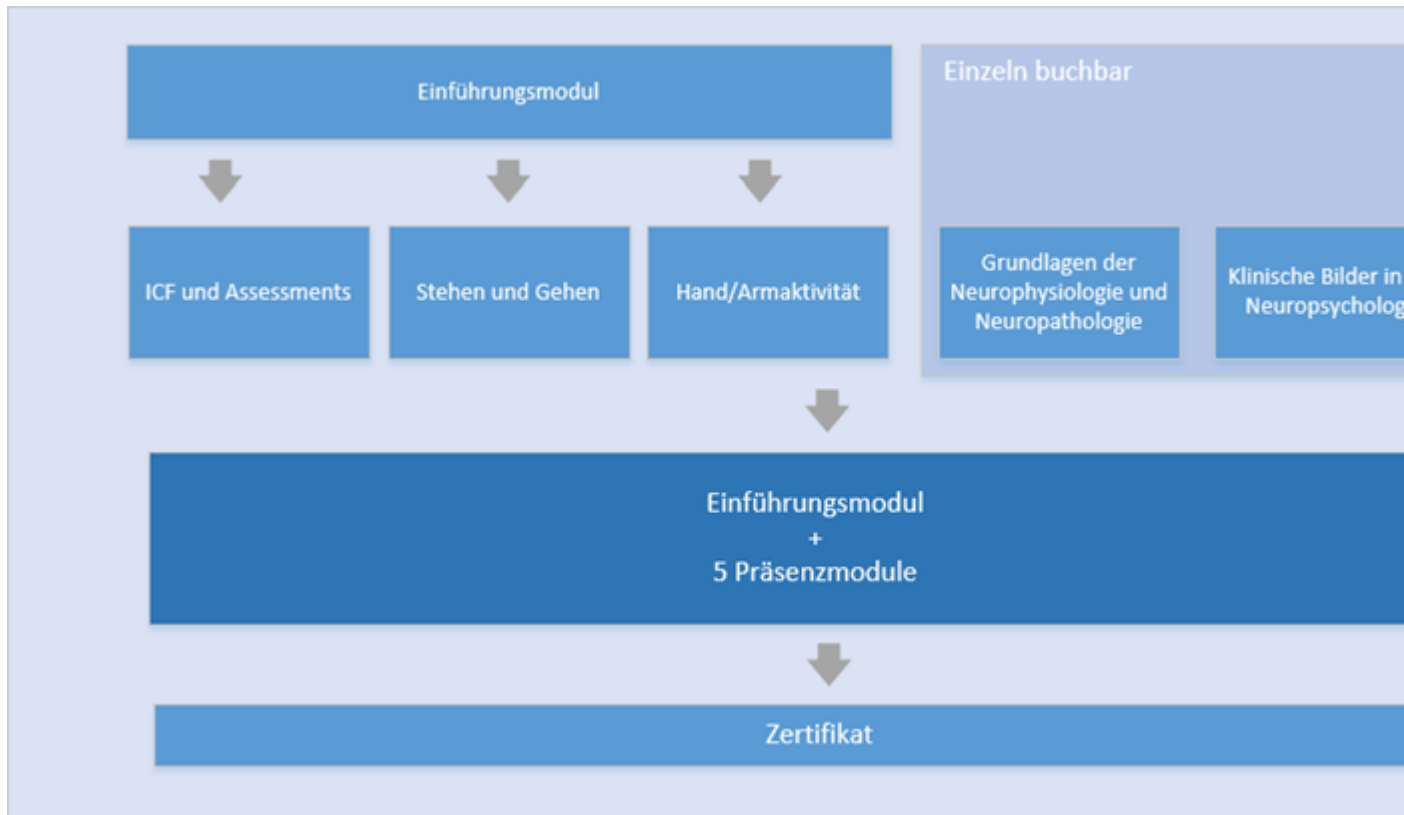 Einführungsmodul
Einzeln buchbar
ICF und Assessments
Stehen und Gehen
Hand/Armaktivität
Grundlagen der
Neurophysiologie und
Neuropathologie
Klinische Bilder in
Neuropsycholog
Einführungsmodul
+
5 Präsenzmodule
Zertifikat